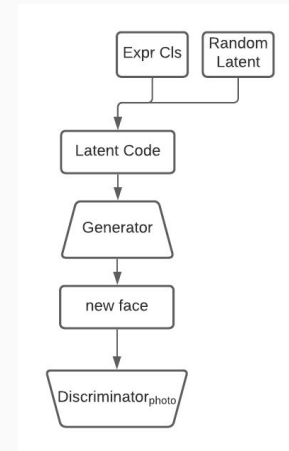 Expr Cls
Random
Latent
Latent Code
Generator
new face
Discriminatorphoto